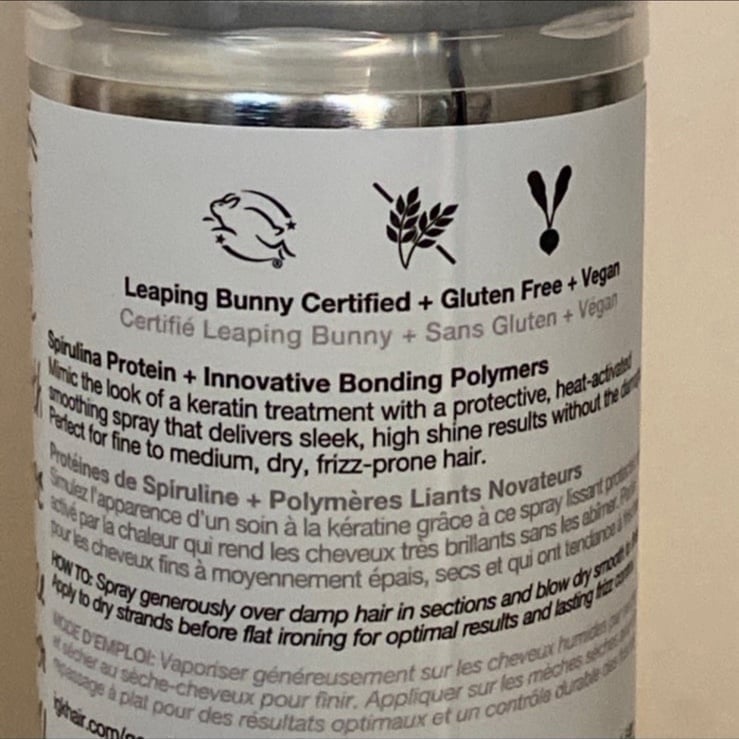 Leaping Bunny Certified + Gluten Free + Vegan
Certifié Leaping Bunny + Sans Gluten + Végan
Spirulina Protein + Innovative Bonding Polymers
Mimic the look of a keratin treatment with a protective, heat-activated
smoothing spray that delivers sleek, high shine results without the
Perfect for fine to medium, dry, frizz-prone hair.
Protéines de Spiruline + Polymères Liants Novateurs
Simulez l'apparence d'un soin à la kératine grâce à ce spray lissant
activé par la chaleur qui rend les cheveux très brillants sans les abîmer.
pour les cheveux fins à moyennement épais, secs et qui ont tendance à
HOW TO: Spray generously over damp hair in sections and blow dry smooth
Apply to dry strands before flat ironing for optimal results and lasting frizz
MODE D'EMPLOI: Vaporiser généreusement sur les cheveux humides
et sécher au sèche-cheveux pour finir. Appliquer sur les mèches sèches
repassage à plat pour des résultats optimaux et un contrôle durable
igkhair.com/